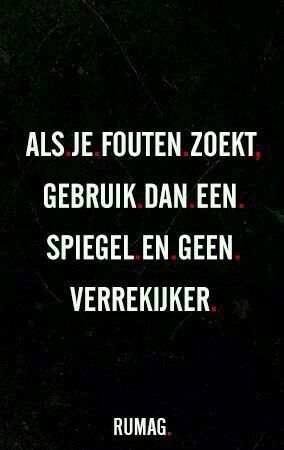 ALS.JE.FOUTEN.ZOEKT,
GEBRUIK.DAN.EEN.
SPIEGEL.EN.GEEN.
VERREKIJKER.
RUMAG.